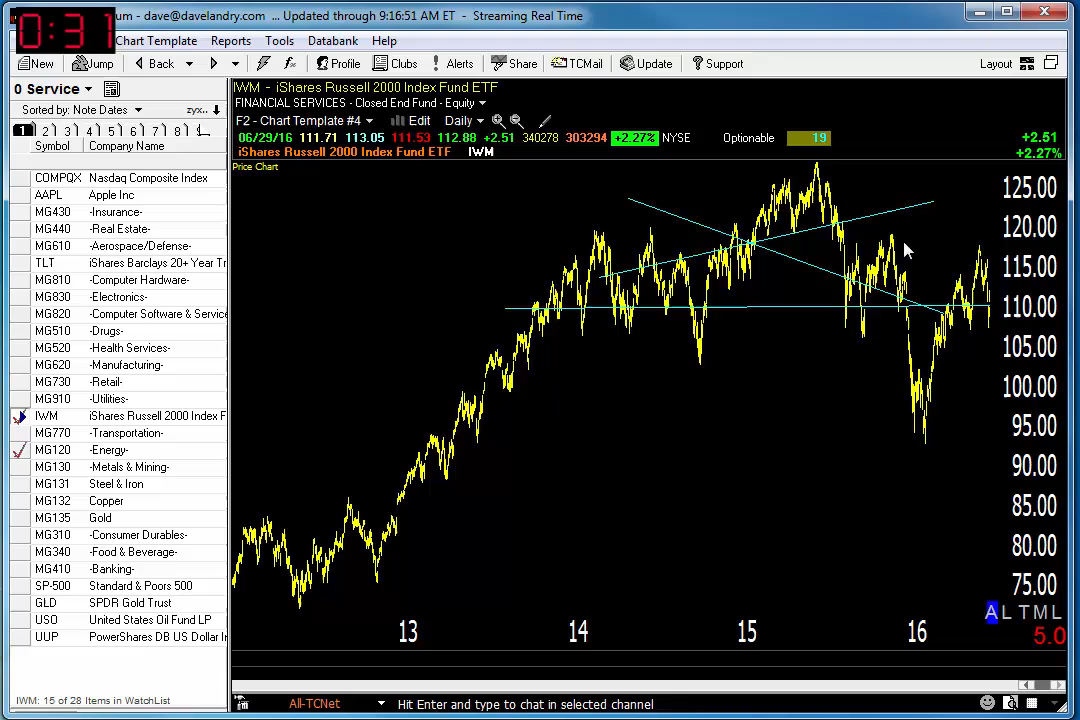 0:31
um - dave@davelandry.com ... Updated through 9:16:51 AM ET - Streaming Real Time
Chart Template Reports Tools Databank Help
New Jump Back Profile Clubs Alerts Share TCMail Update Support Layout
0 Service
Sorted by: Note Dates zyx..
1 2 3 4 5 6 7 8
Symbol Company Name
COMPQX Nasdaq Composite Index
AAPL Apple Inc
MG430 -Insurance-
MG440 -Real Estate-
MG610 -Aerospace/Defense-
TLT iShares Barclays 20+ Year Tr
MG810 -Computer Hardware-
MG830 -Electronics-
MG820 -Computer Software & Service
MG510 -Drugs-
MG520 -Health Services-
MG620 -Manufacturing-
MG730 -Retail-
MG910 -Utilities-
IWM iShares Russell 2000 Index F
MG770 -Transportation-
MG120 -Energy-
MG130 -Metals & Mining-
MG131 Steel & Iron
MG132 Copper
MG135 Gold
MG310 -Consumer Durables-
MG340 -Food & Beverage-
MG410 -Banking-
SP-500 Standard & Poors 500
GLD SPDR Gold Trust
USO United States Oil Fund LP
UUP PowerShares DB US Dollar In
IWM: 15 of 28 Items in WatchList
IWM - iShares Russell 2000 Index Fund ETF
FINANCIAL SERVICES - Closed End Fund - Equity
F2 - Chart Template #4 Edit Daily
06/29/16 111.71 113.05 111.53 112.88 +2.51 340278 303294 +2.27% NYSE Optionable 19 +2.51
+2.27%
iShares Russell 2000 Index Fund ETF IWM
Price Chart
125.00
120.00
115.00
110.00
105.00
100.00
95.00
90.00
85.00
80.00
75.00
A L T M L
5.0
13 14 15 16
All-TCNet Hit Enter and type to chat in selected channel